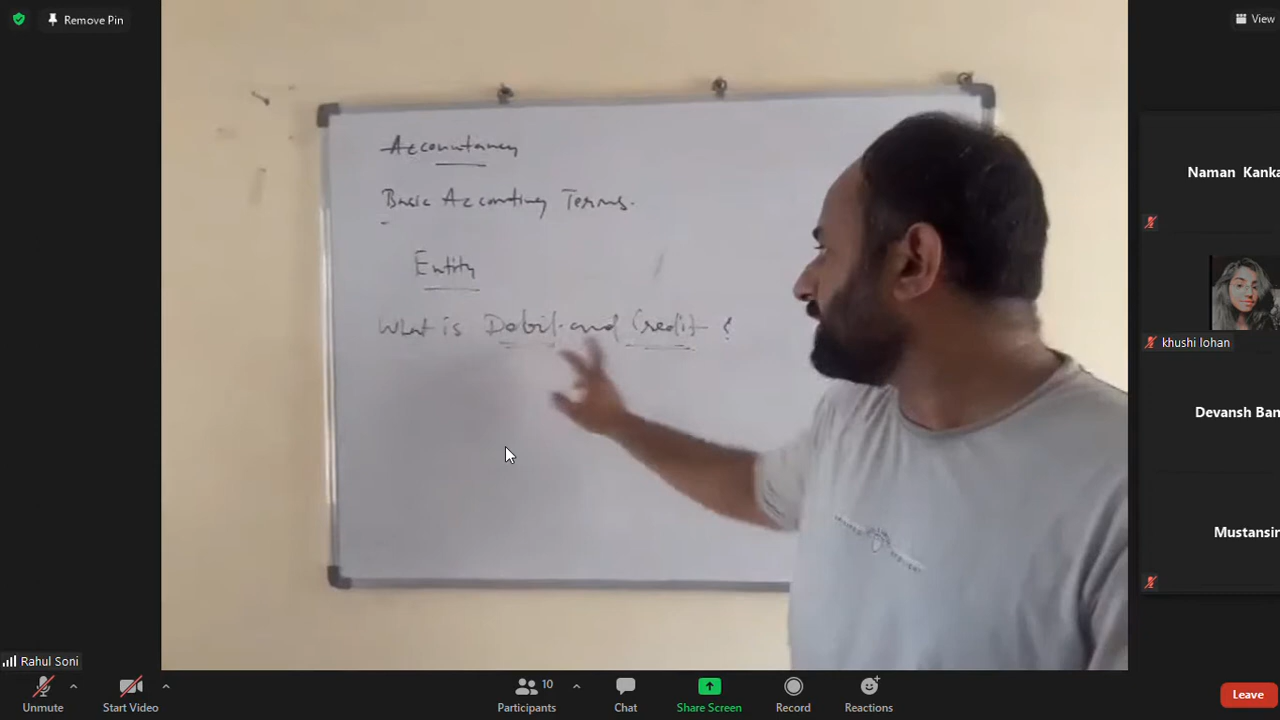 Remove Pin
View
Accountancy
Basic Accounting Terms.
Entity
What is Debit and Credit ?
Naman Kanka
khushi lohan
Devansh Ban
Mustansir
Rahul Soni
Unmute
Start Video
10
Participants
Chat
Share Screen
Record
Reactions
Leave